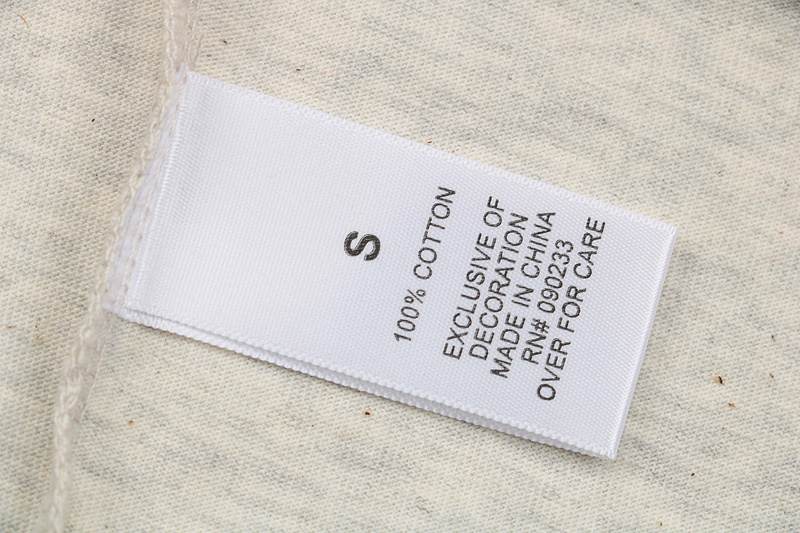 S
100% COTTON
EXCLUSIVE OF
DECORATION
MADE IN CHINA
RN# 090233
OVER FOR CARE